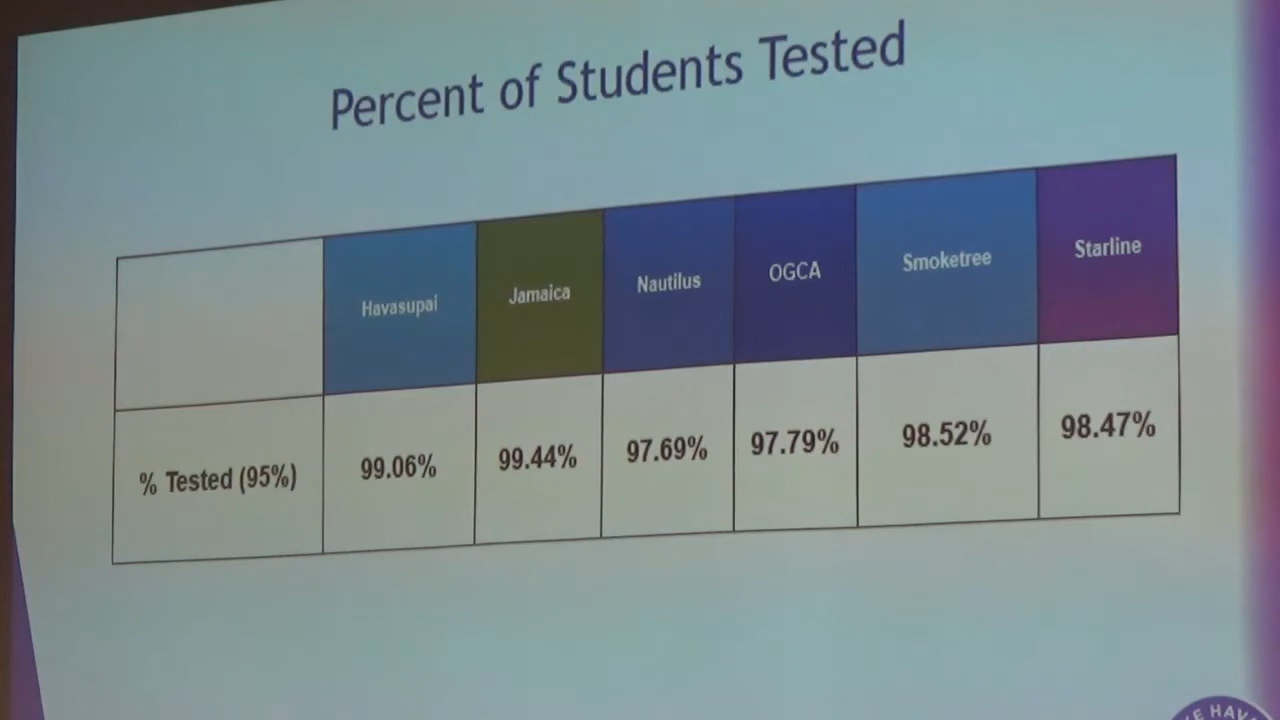 Percent of Students Tested
Havasupai Jamaica Nautilus OGCA Smoketree Starline
% Tested (95%) 99.06% 99.44% 97.69% 97.79% 98.52% 98.47%